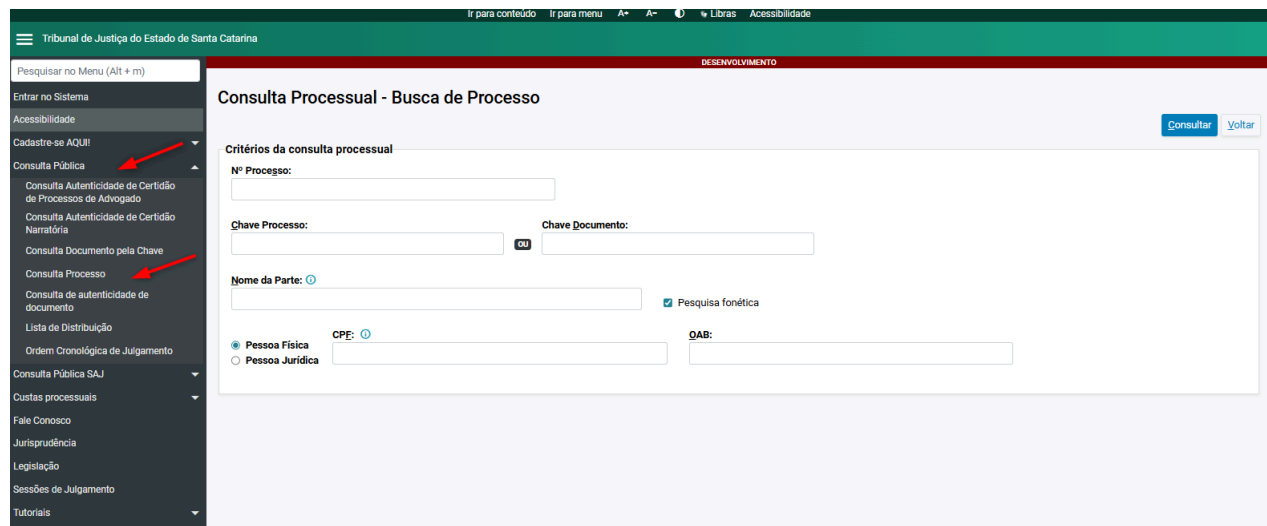 Ir para conteúdo Ir para menu A+ A- Libras Acessibilidade
Tribunal de Justiça do Estado de Santa Catarina
DESENVOLVIMENTO
Pesquisar no Menu (Alt + m)
Entrar no Sistema
Acessibilidade
Cadastre-se AQUI!
Consulta Pública
Consulta Autenticidade de Certidão
de Processos de Advogado
Consulta Autenticidade de Certidão
Narratória
Consulta Documento pela Chave
Consulta Processo
Consulta de autenticidade de
documento
Lista de Distribuição
Ordem Cronológica de Julgamento
Consulta Pública SAJ
Custas processuais
Fale Conosco
Jurisprudência
Legislação
Sessões de Julgamento
Tutoriais
Consulta Processual - Busca de Processo
Consultar Voltar
Critérios da consulta processual
Nº Processo:
Chave Processo: Chave Documento:
OU
Nome da Parte:
Pesquisa fonética
CPF: OAB:
Pessoa Física
Pessoa Jurídica